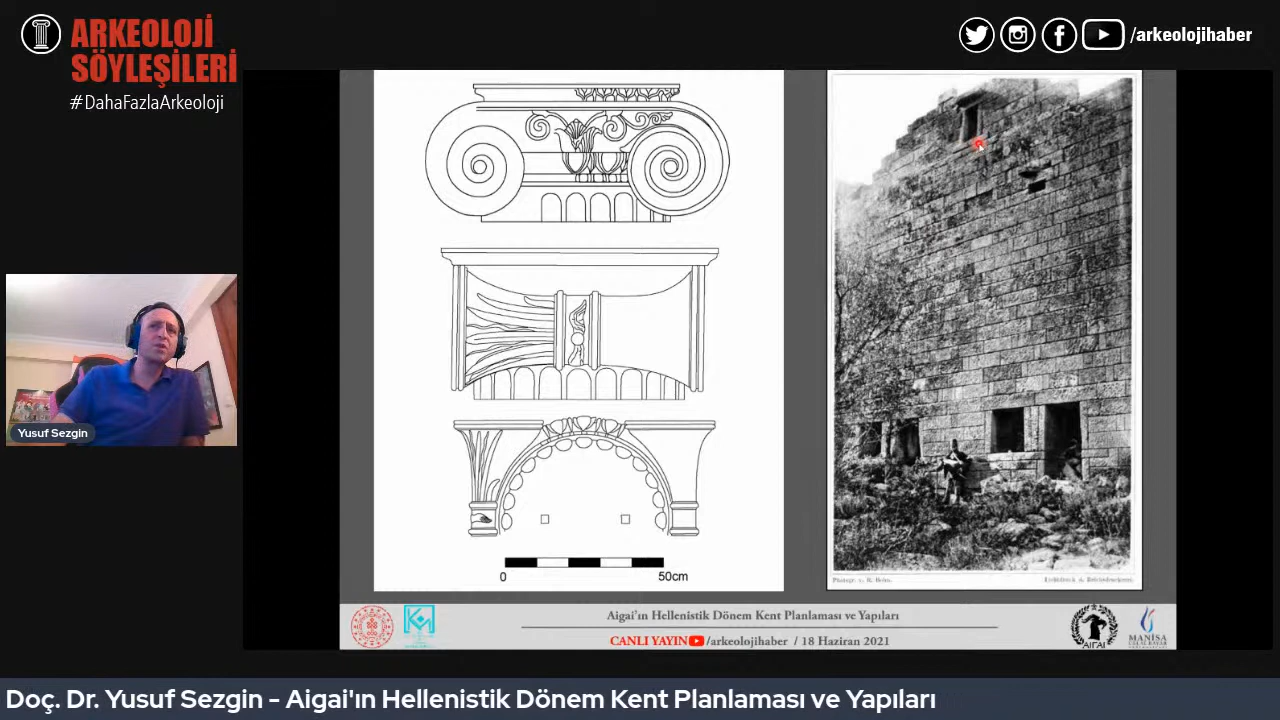 ARKEOLOJİ
SÖYLEŞİLERİ
#DahaFazlaArkeoloji
/arkeolojihaber
Yusuf Sezgin
0 50cm
Aigai'ın Hellenistik Dönem Kent Planlaması ve Yapıları
CANLI YAYIN /arkeolojihaber / 18 Haziran 2021
AIGAI
MANİSA
Doç. Dr. Yusuf Sezgin - Aigai'ın Hellenistik Dönem Kent Planlaması ve Yapıları